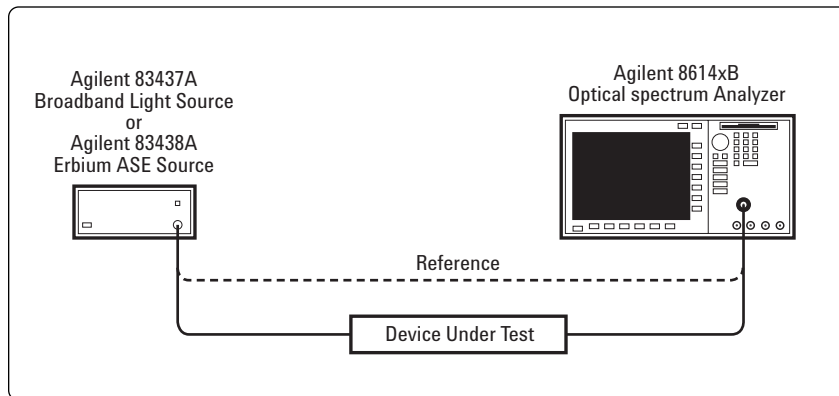 Agilent 83437A
Broadband Light Source
or
Agilent 83438A
Erbium ASE Source
Agilent 8614xB
Optical spectrum Analyzer
Reference
Device Under Test